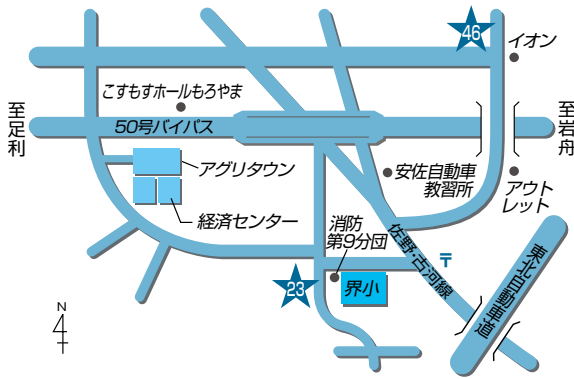 46
イオン
こすもすホールもろやま
至足利
50号バイパス
至岩舟
アグリタウン
安佐自動車
教習所
アウト
レット
経済センター
消防
第9分団
佐野・古河線
〒
東北自動車道
23
界小
N